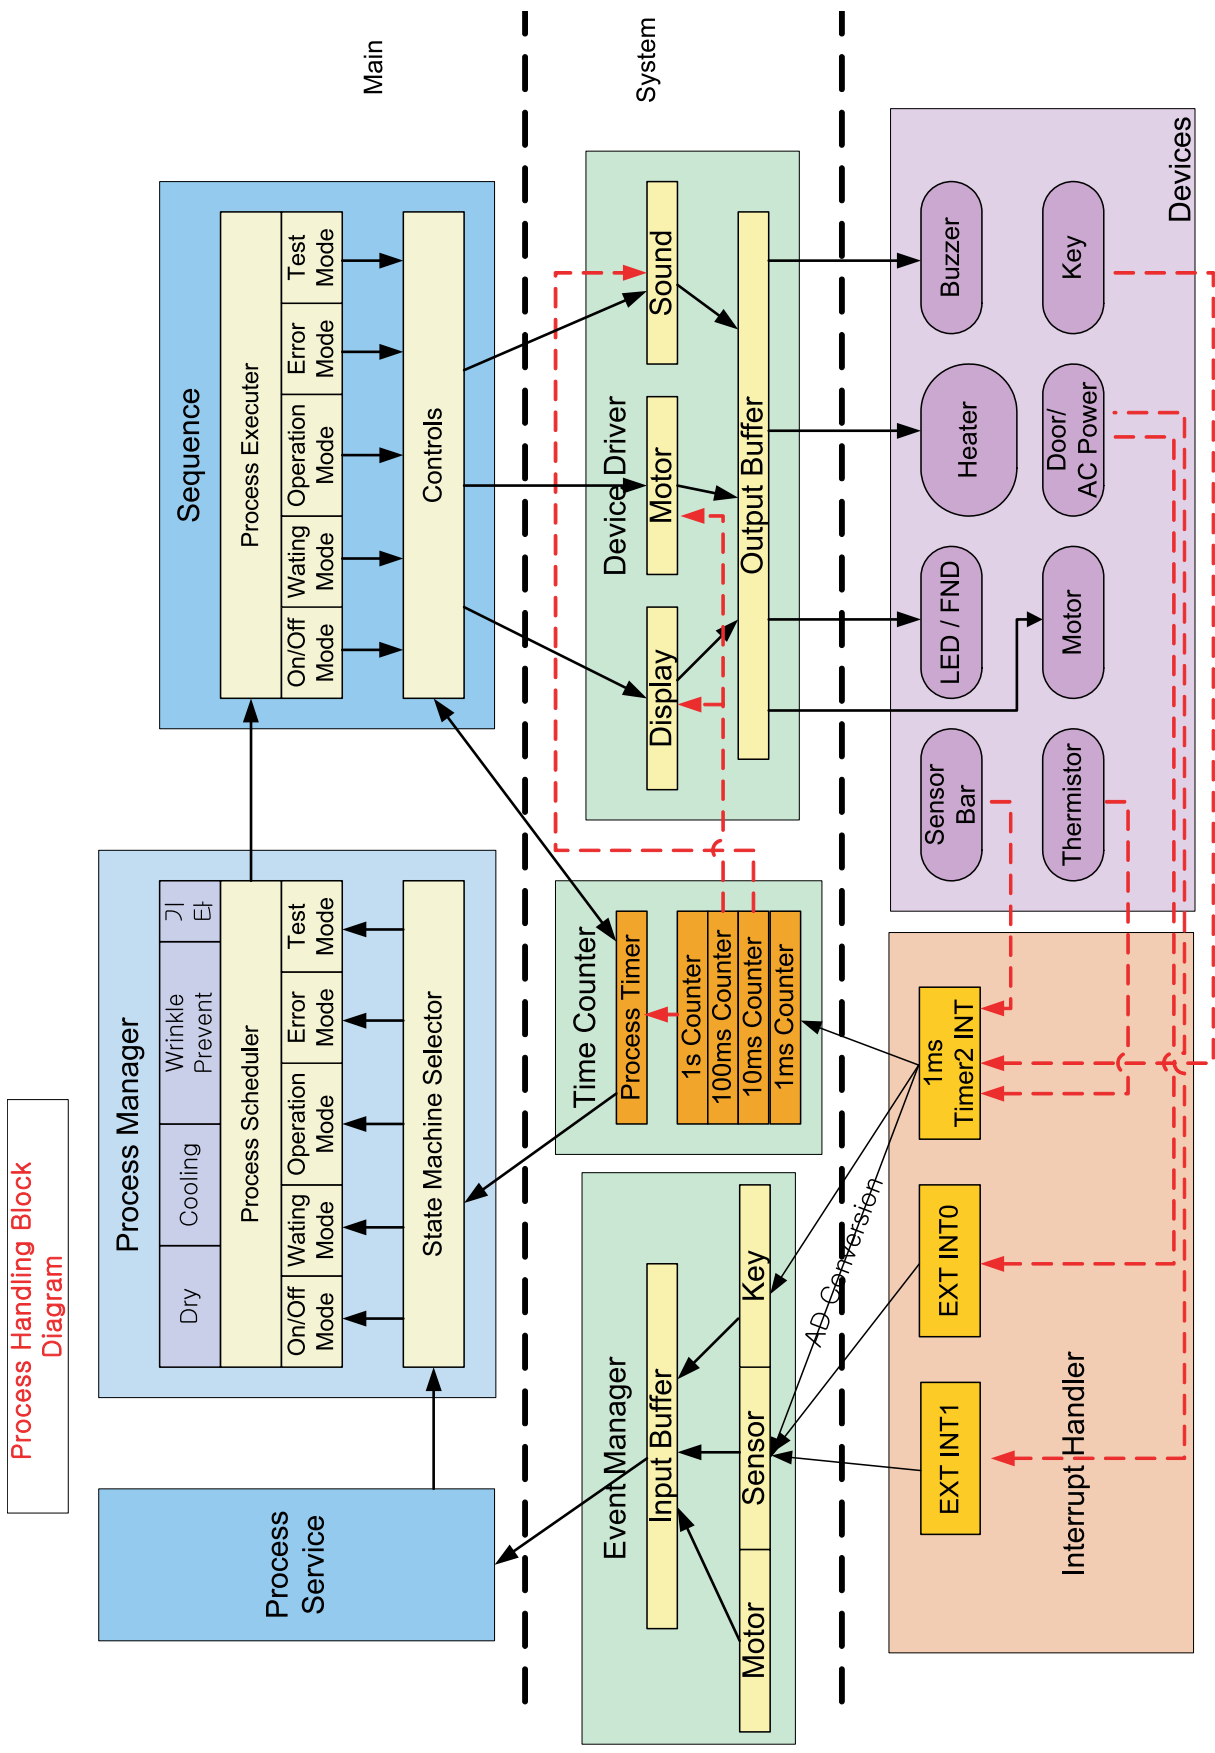 Process Handling Block
Diagram
Main
System
Process
Service
Process Manager
Dry
Cooling
Wrinkle
Prevent
기
타
Process Scheduler
On/Off
Mode
Wating
Mode
Operation
Mode
Error
Mode
Test
Mode
State Machine Selector
Sequence
Process Executer
On/Off
Mode
Wating
Mode
Operation
Mode
Error
Mode
Test
Mode
Controls
Event Manager
Input Buffer
Motor
Sensor
Key
Time Counter
Process Timer
1s Counter
100ms Counter
10ms Counter
1ms Counter
Device Driver
Display
Motor
Sound
Output Buffer
AD Conversion
EXT INT1
EXT INT0
1ms
Timer2 INT
Interrupt Handler
Sensor
Bar
LED / FND
Heater
Buzzer
Thermistor
Motor
Door/
AC Power
Key
Devices